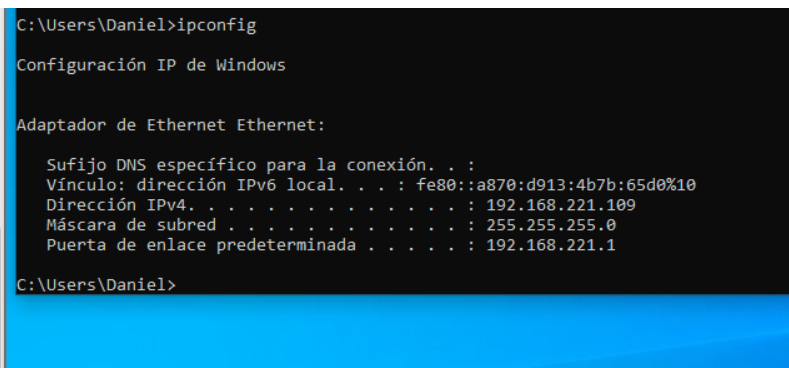 C:\Users\Daniel>ipconfig
Configuración IP de Windows
Adaptador de Ethernet Ethernet:
Sufijo DNS específico para la conexión. . :
Vínculo: dirección IPv6 local. . . : fe80::a870:d913:4b7b:65d0%10
Dirección IPv4. . . . . . . . . . . . . . : 192.168.221.109
Máscara de subred . . . . . . . . . . . . : 255.255.255.0
Puerta de enlace predeterminada . . . . . : 192.168.221.1
C:\Users\Daniel>